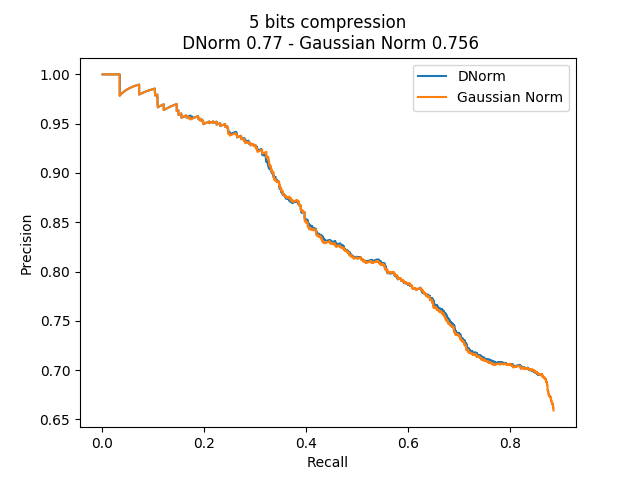 5 bits compression
DNorm 0.77 - Gaussian Norm 0.756
1.00
0.95
0.90
0.85
0.80
0.75
0.70
0.65
Precision
DNorm
Gaussian Norm
0.0 0.2 0.4 0.6 0.8
Recall